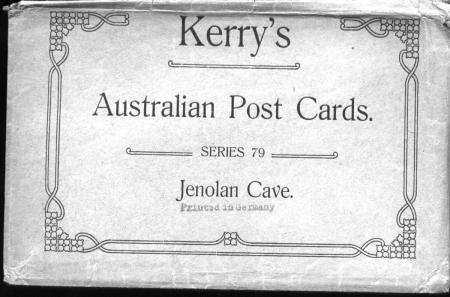 Kerry's
Australian Post Cards.
SERIES 79
Jenolan Cave.
Printed in Germany